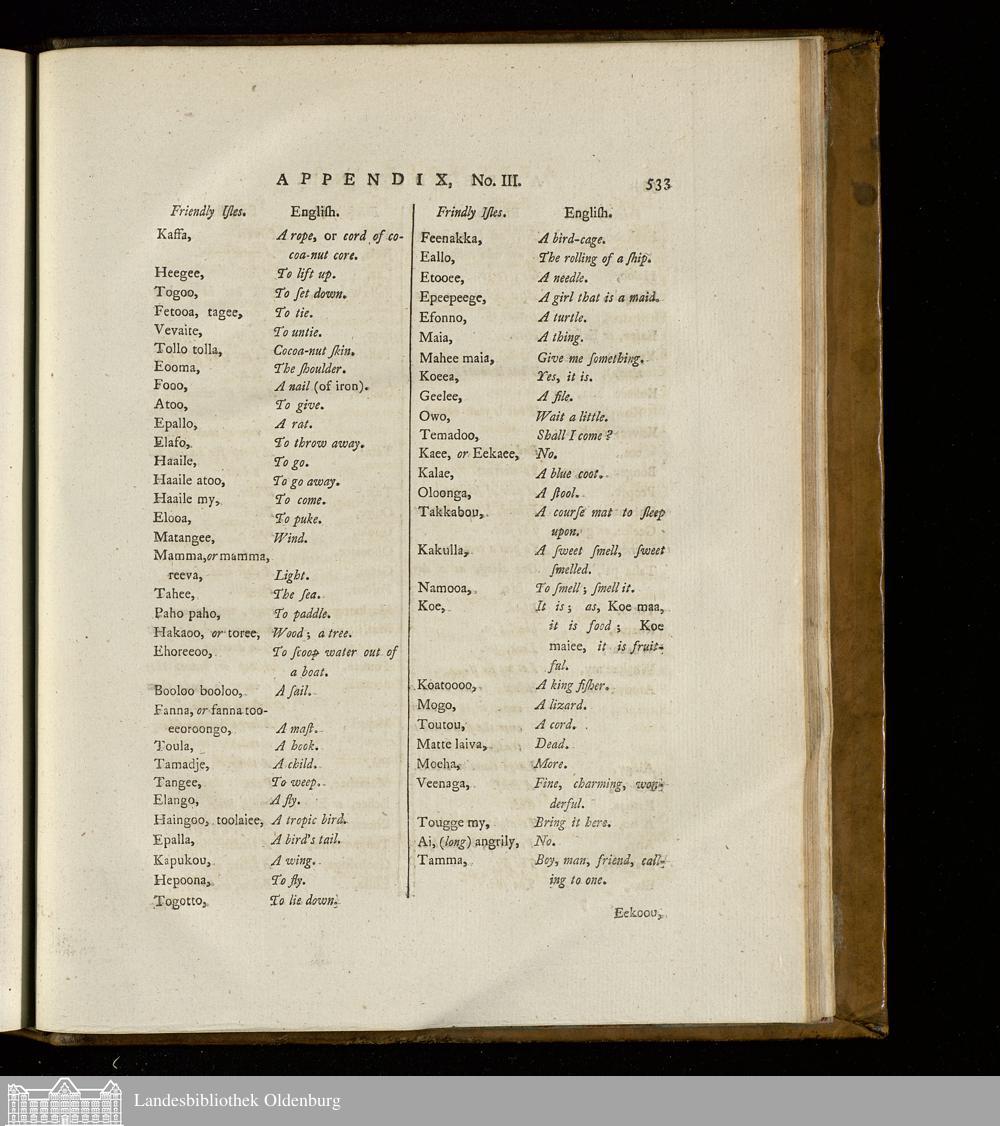 APPENDIX, No. III. 533
Friendly Iſles. Engliſh.
Kaffa, A rope, or cord of co-
coa-nut core.
Heegee, To lift up.
Togoo, To ſet down.
Fetooa, tagee, To tie.
Vevaite, To untie.
Tollo tolla, Cocoa-nut ſkin.
Eooma, The ſhoulder.
Fooo, A nail (of iron).
Atoo, To give.
Epallo, A rat.
Elafo, To throw away.
Haaile, To go.
Haaile atoo, To go away.
Haaile my, To come.
Elooa, To puke.
Matangee, Wind.
Mamma, or mamma,
reeva, Light.
Tahee, The ſea.
Paho paho, To paddle.
Hakaoo, or toree, Wood; a tree.
Ehoreeoo, To ſcoop water out of
a boat.
Booloo booloo, A ſail.
Fanna, or fanna too-
eeoroongo, A maſt.
Toula, A hook.
Tamadje, A child.
Tangee, To weep.
Elango, A fly.
Haingoo, toolaiee, A tropic bird.
Epalla, A bird's tail.
Kapukou, A wing.
Hepoona, To fly.
Togotto, To lie down.
Frindly Iſles. Engliſh.
Feenakka, A bird-cage.
Eallo, The rolling of a ſhip.
Etooee, A needle.
Epeepeege, A girl that is a maid.
Efonno, A turtle.
Maia, A thing.
Mahee maia, Give me ſomething.
Koeea, Yes, it is.
Geelee, A file.
Owo, Wait a little.
Temadoo, Shall I come?
Kaee, or Eekaee, No.
Kalae, A blue coot.
Oloonga, A ſtool.
Takkabou, A courſe mat to ſleep
upon.
Kakulla, A ſweet ſmell, ſweet
ſmelled.
Namooa, To ſmell; ſmell it.
Koe, It is; as, Koe maa,
it is food; Koe
maiee, it is fruit-
ful.
Koatoooo, A king fiſher.
Mogo, A lizard.
Toutou, A cord.
Matte laiva, Dead.
Mocha, More.
Veenaga, Fine, charming, won-
derful.
Tougge my, Bring it here.
Ai, (long) angrily, No.
Tamma, Boy, man, friend, call-
ing to one.
Eekoou,
Landesbibliothek Oldenburg